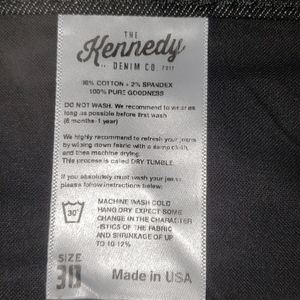 THE
Kennedy
DENIM CO. 2011
98% COTTON + 2% SPANDEX
100% PURE GOODNESS
DO NOT WASH. We recommend to wear as
long as possible before first wash
(6 months-1 year)
We highly recommend to refresh your jeans
by wiping down fabric with a damp cloth,
and then machine drying.
This process is called DRY TUMBLE.
If you absolutely must wash your jeans,
please follow instructions below:
30°
MACHINE WASH COLD
HANG DRY. EXPECT SOME
CHANGE IN THE CHARACTER
-ISTICS OF THE FABRIC
AND SHRINKAGE OF UP
TO 10-12%
SIZE
30
Made in USA